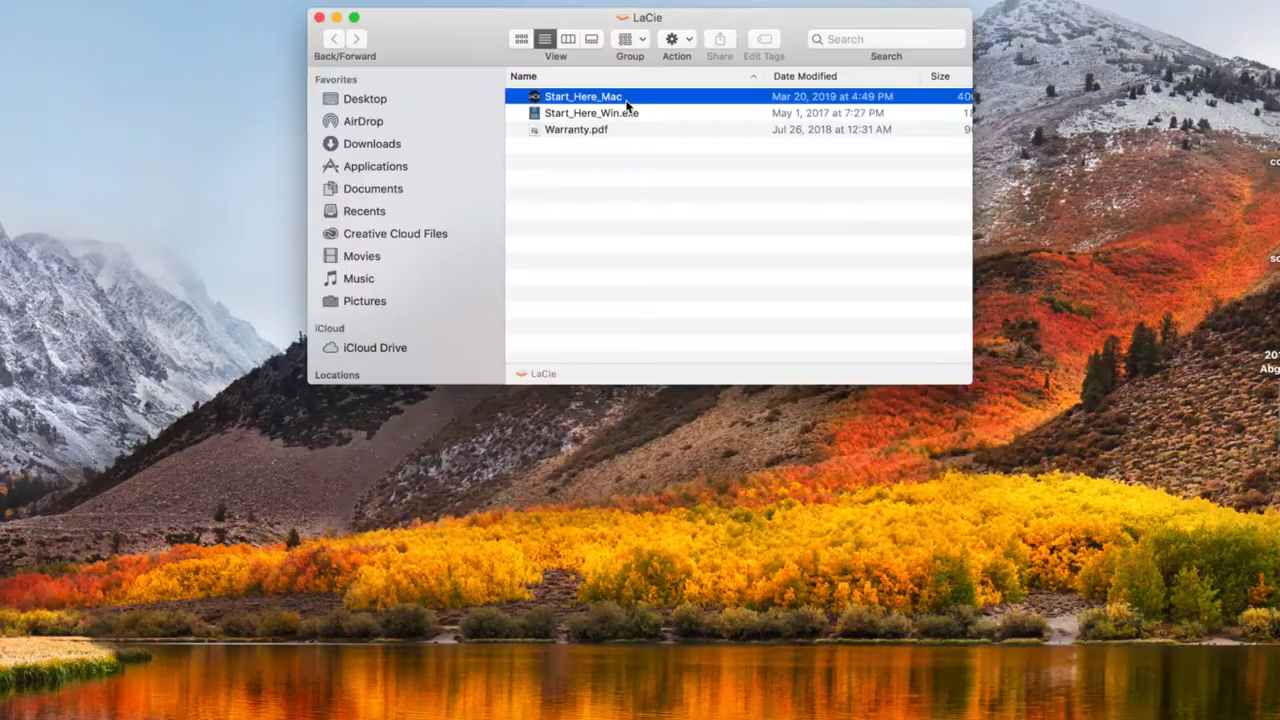 LaCie
Back/Forward
View
Group
Action
Share
Edit Tags
Search
Search
Favorites
Desktop
AirDrop
Downloads
Applications
Documents
Recents
Creative Cloud Files
Movies
Music
Pictures
iCloud
iCloud Drive
Locations
Name Date Modified Size
Start_Here_Mac Mar 20, 2019 at 4:49 PM
Start_Here_Win.exe May 1, 2017 at 7:27 PM
Warranty.pdf Jul 26, 2018 at 12:31 AM
LaCie